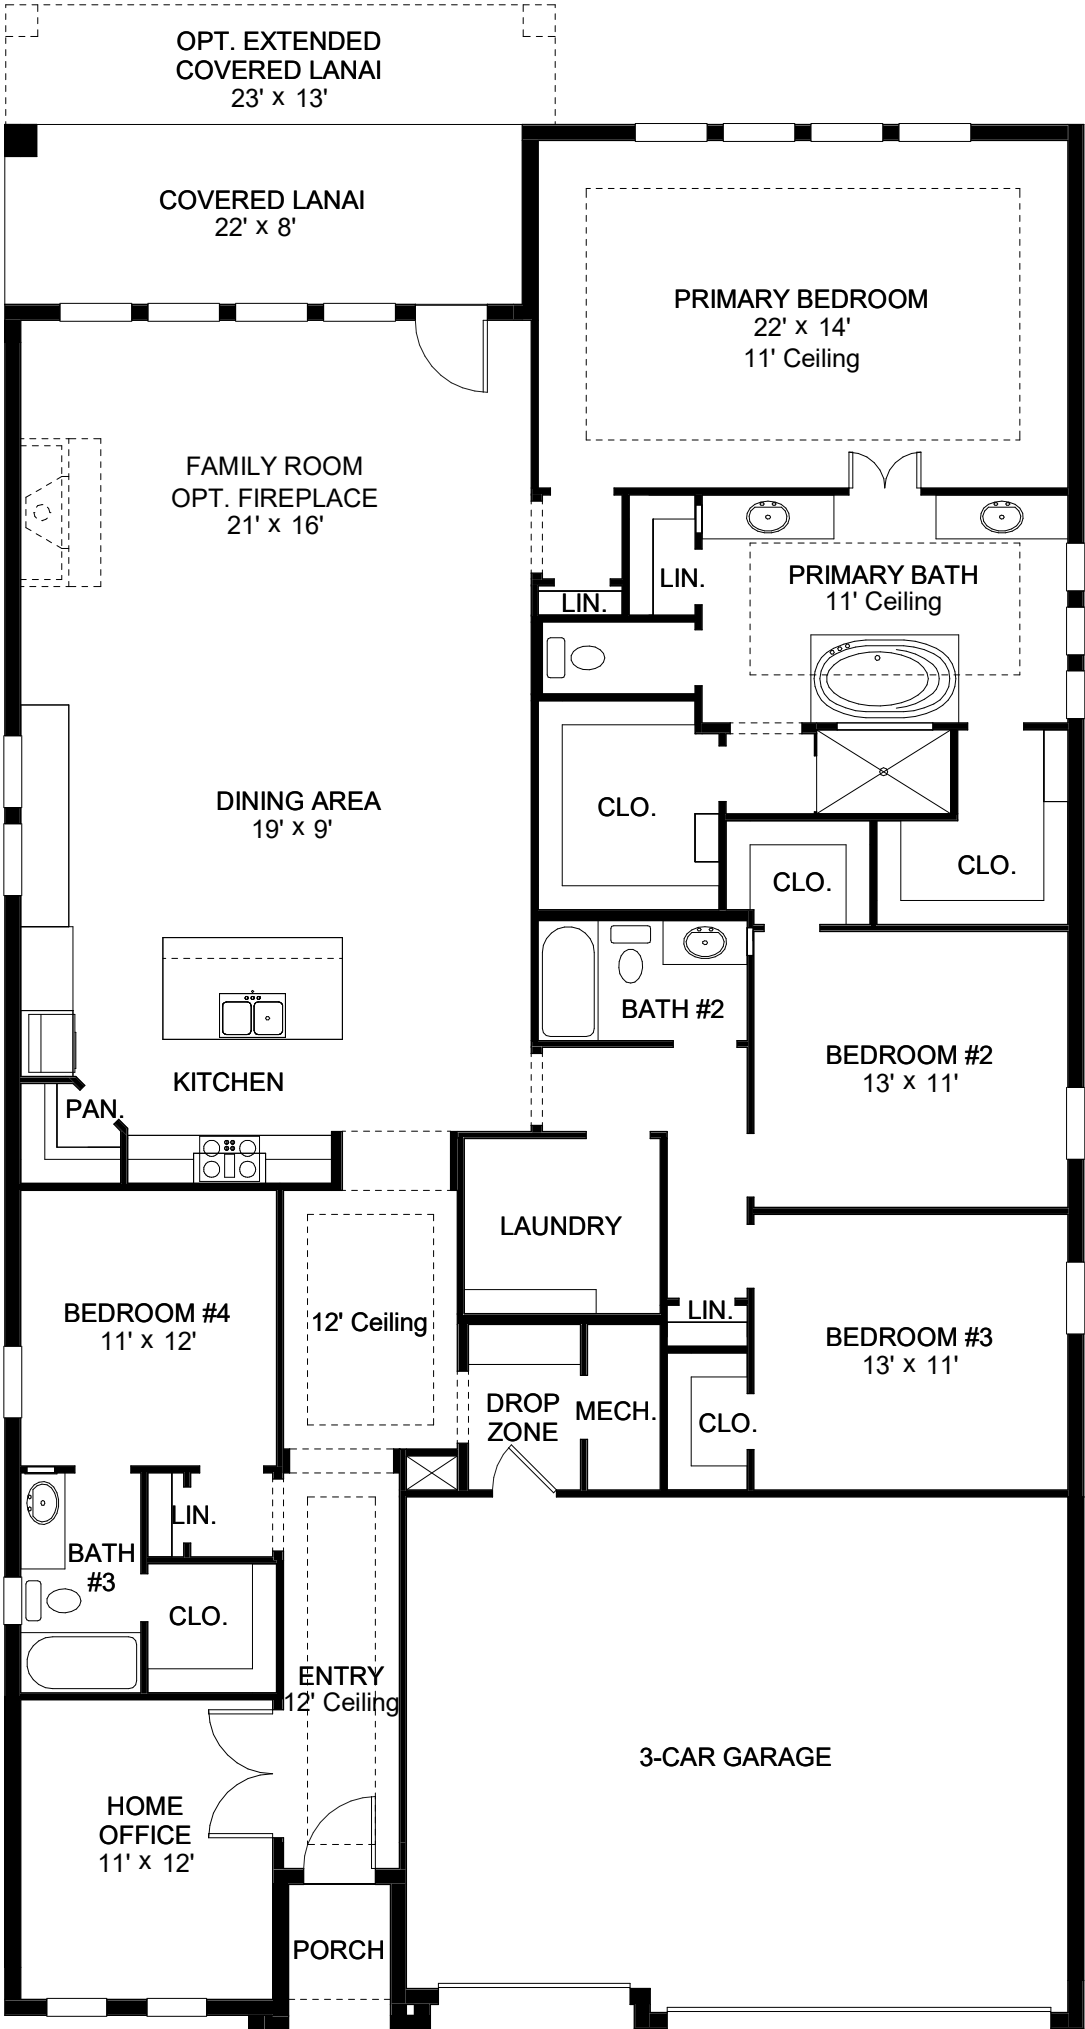 OPT. EXTENDED
COVERED LANAI
23' x 13'
COVERED LANAI
22' x 8'
PRIMARY BEDROOM
22' x 14'
11' Ceiling
FAMILY ROOM
OPT. FIREPLACE
21' x 16'
LIN.
LIN.
PRIMARY BATH
11' Ceiling
DINING AREA
19' x 9'
CLO.
CLO.
CLO.
BATH #2
KITCHEN
PAN.
BEDROOM #2
13' x 11'
LAUNDRY
BEDROOM #4
11' x 12'
12' Ceiling
LIN.
BEDROOM #3
13' x 11'
DROP
ZONE
MECH.
CLO.
LIN.
BATH
#3
CLO.
ENTRY
12' Ceiling
3-CAR GARAGE
HOME
OFFICE
11' x 12'
PORCH